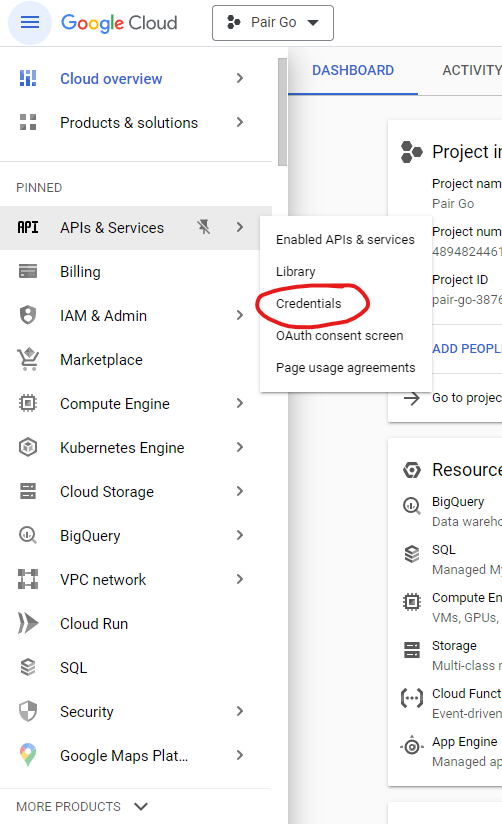 Google Cloud
Pair Go
Cloud overview
Products & solutions
PINNED
API APIs & Services
Billing
IAM & Admin
Marketplace
Compute Engine
Kubernetes Engine
Cloud Storage
BigQuery
VPC network
Cloud Run
SQL
Security
Google Maps Plat...
MORE PRODUCTS
Enabled APIs & services
Library
Credentials
OAuth consent screen
Page usage agreements
DASHBOARD ACTIVITY
Project in
Project nam
Pair Go
Project num
4894824461
Project ID
pair-go-3876
ADD PEOPL
Go to projec
Resource
BigQuery
Data wareho
SQL
Managed My
Compute En
VMs, GPUs,
Storage
Multi-class n
Cloud Funct
Event-driven
App Engine
Managed ap